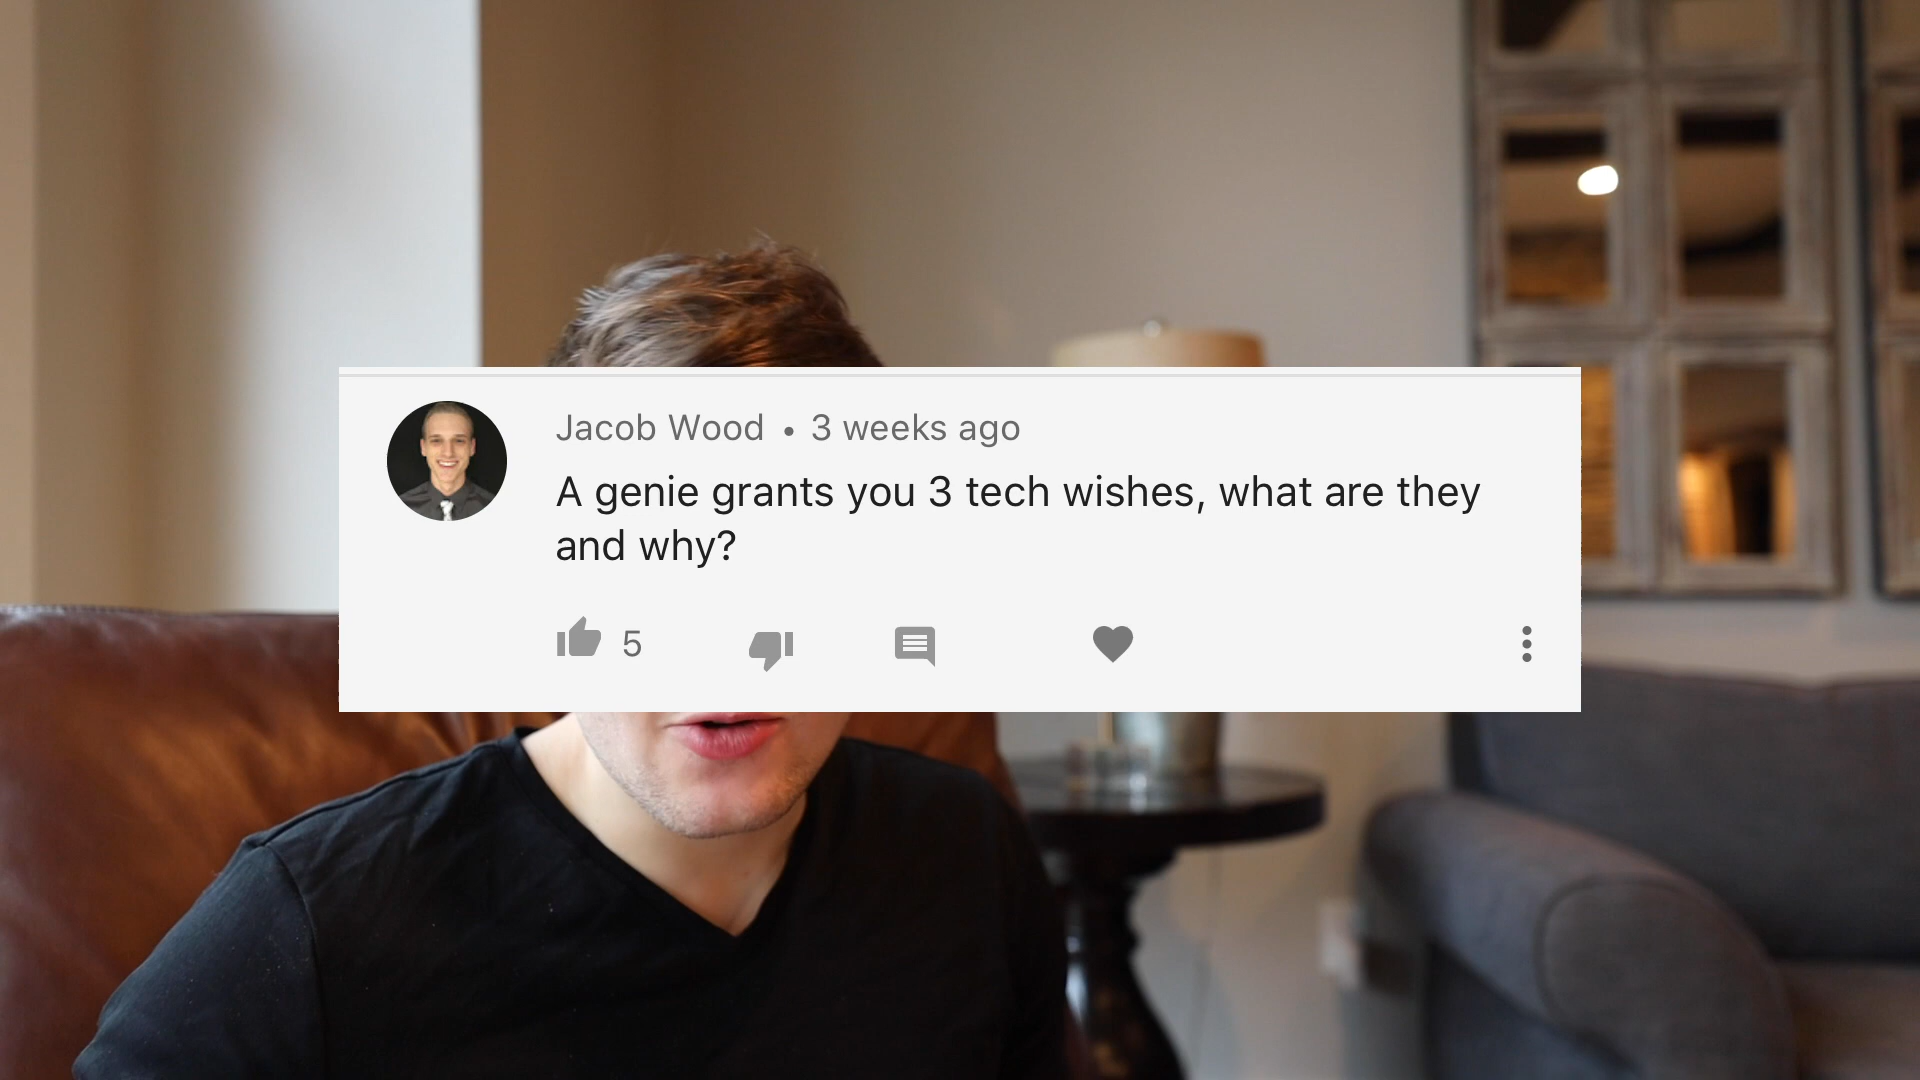 Jacob Wood • 3 weeks ago
A genie grants you 3 tech wishes, what are they
and why?
5